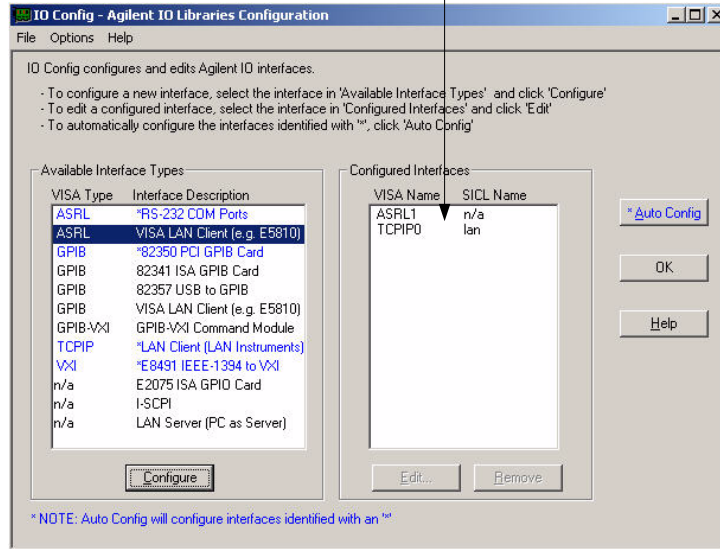 IO Config - Agilent IO Libraries Configuration
File Options Help
IO Config configures and edits Agilent IO interfaces.
- To configure a new interface, select the interface in 'Available Interface Types' and click 'Configure'
- To edit a configured interface, select the interface in 'Configured Interfaces' and click 'Edit'
- To automatically configure the interfaces identified with '*', click 'Auto Config'
Available Interface Types
VISA Type Interface Description
ASRL *RS-232 COM Ports
ASRL VISA LAN Client (e.g. E5810)
GPIB *82350 PCI GPIB Card
GPIB 82341 ISA GPIB Card
GPIB 82357 USB to GPIB
GPIB VISA LAN Client (e.g. E5810)
GPIB-VXI GPIB-VXI Command Module
TCPIP *LAN Client (LAN Instruments)
VXI *E8491 IEEE-1394 to VXI
n/a E2075 ISA GPIO Card
n/a I-SCPI
n/a LAN Server (PC as Server)
Configure
Configured Interfaces
VISA Name SICL Name
ASRL1 n/a
TCPIP0 lan
Edit... Remove
* Auto Config
OK
Help
* NOTE: Auto Config will configure interfaces identified with an '*'